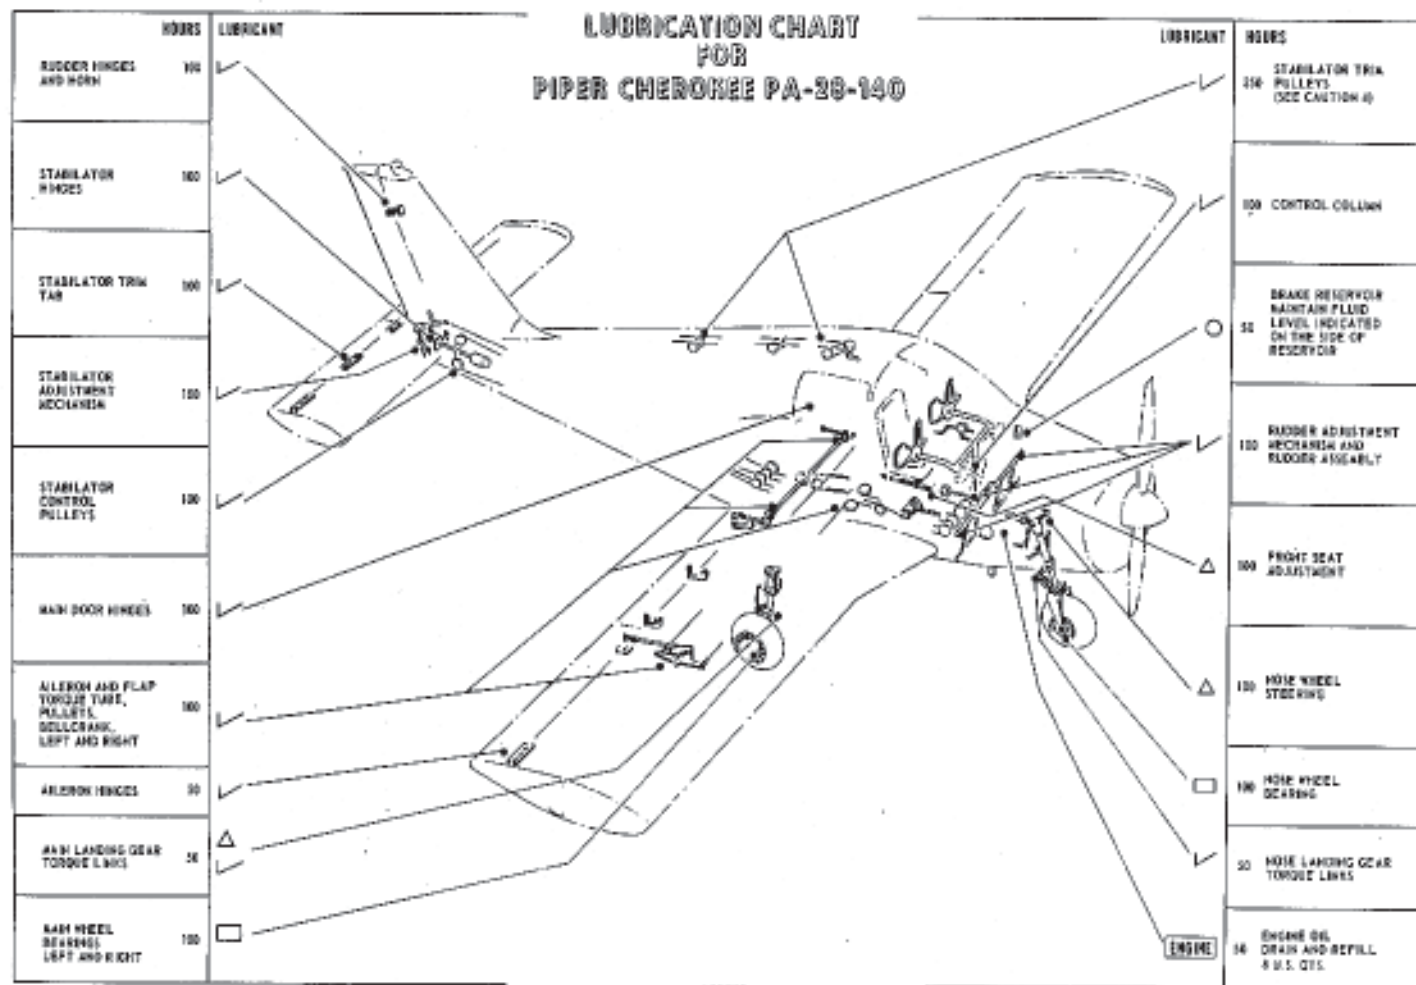 LUBRICATION CHART
FOR
PIPER CHEROKEE PA-28-140
HOURS LUBRICANT
RUDDER HINGES
AND HORN
100
STABILATOR
HINGES
100
STABILATOR TRIM
TAB
100
STABILATOR
ADJUSTMENT
MECHANISM
100
STABILATOR
CONTROL
PULLEYS
100
MAIN DOOR HINGES 100
AILERON AND FLAP
TORQUE TUBE,
PULLEYS,
BELLCRANK,
LEFT AND RIGHT
100
AILERON HINGES 50
MAIN LANDING GEAR
TORQUE LINKS
50
MAIN WHEEL
BEARINGS
LEFT AND RIGHT
100
LUBRICANT HOURS
STABILATOR TRIM
PULLEYS
(SEE CAUTION
100 CONTROL COLUMN
50
BRAKE RESERVOIR
MAINTAIN FLUID
LEVEL INDICATED
ON THE SIDE OF
RESERVOIR
100
RUDDER ADJUSTMENT
MECHANISM AND
RUDDER ASSEMBLY
100
FRONT SEAT
ADJUSTMENT
100
NOSE WHEEL
STEERING
100
NOSE WHEEL
BEARING
50
NOSE LANDING GEAR
TORQUE LINKS
ENGINE
50
ENGINE OIL
DRAIN AND REFILL
8 U.S. QTS.